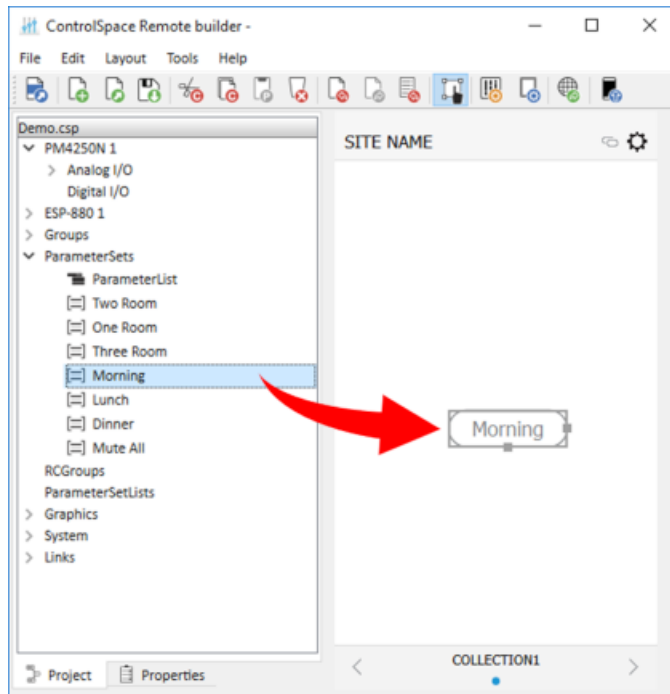 ControlSpace Remote builder -
File Edit Layout Tools Help
Demo.csp
PM4250N 1
Analog I/O
Digital I/O
ESP-880 1
Groups
ParameterSets
ParameterList
Two Room
One Room
Three Room
Morning
Lunch
Dinner
Mute All
RCGroups
ParameterSetLists
Graphics
System
Links
Project Properties
SITE NAME
Morning
COLLECTION1